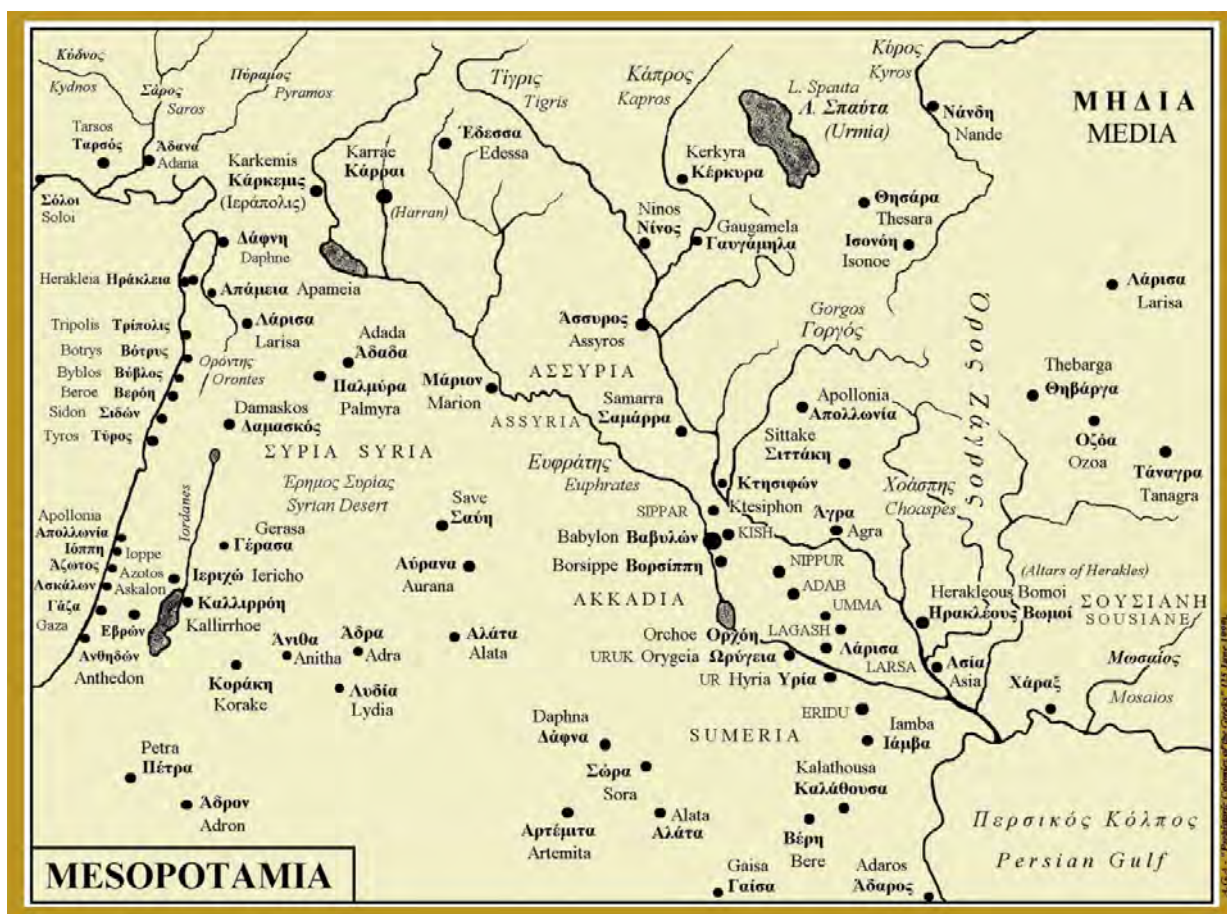 Κύδνος
Kydnos
Σάρος
Saros
Πύραμος
Pyramos
Τίγρις
Tigris
Κάπρος
Kapros
L. Spauta
Λ. Σπαύτα
(Urmia)
Κύρος
Kyros
ΜΗΔΙΑ
MEDIA
Νάνδη
Nande
Tarsos
Ταρσός
Άδανα
Adana
Σόλοι
Soloi
Karkemis
Κάρκεμις
(Ιεράπολις)
Karrae
Κάρραι
(Harran)
Έδεσσα
Edessa
Kerkyra
Κέρκυρα
Θησάρα
Thesara
Ninos
Νίνος
Gaugamela
Γαυγάμηλα
Ισονόη
Isonoe
Δάφνη
Daphne
Herakleia Ηράκλεια
Απάμεια Apameia
Λάρισα
Larisa
Λάρισα
Larisa
Gorgos
Γοργός
Όρος Ζάγρος
Άσσυρος
Assyros
Tripolis Τρίπολις
Botrys Βότρυς
Byblos Βύβλος
Beroe Βερόη
Sidon Σιδών
Tyros Τύρος
Ορόντης
Orontes
Adada
Άδαδα
Παλμύρα
Palmyra
Μάριον
Marion
ΑΣΣΥΡΙΑ
ASSYRIA
Samarra
Σαμάρρα
Apollonia
Απολλωνία
Thebarga
Θηβάργα
Οζόα
Ozoa
Τάναγρα
Tanagra
Damaskos
Δαμασκός
ΣΥΡΙΑ SYRIA
Έρημος Συρίας
Syrian Desert
Ευφράτης
Euphrates
Sittake
Σιττάκη
Κτησιφών
Ktesiphon
Χοάσπης
Choaspes
Iordanes
Save
Σαύη
SIPPAR
Άγρα
Agra
Apollonia
Απολλωνία
Ιόππη
Ioppe
Άζωτος
Azotos
Ασκάλων
Askalon
Γάζα
Gaza
Gerasa
Γέρασα
Babylon Βαβυλών
KISH
Borsippe Βορσίππη
NIPPUR
Αύρανα
Aurana
Ιεριχώ Iericho
Καλλιρρόη
Kallirrhoe
Εβρών
Ανθηδών
Anthedon
ΑΚΚΑDΙΑ
ADAB
UMMA
LAGASH
(Altars of Herakles)
Herakleous Bomoi
Ηρακλέους Βωμοί
ΣΟΥΣΙΑΝΗ
SOUSIANE
Άνιθα
Anitha
Άδρα
Adra
Αλάτα
Alata
Orchoe Ορχόη
URUK Orygeia Ωρύγεια
Λάρισα
LARSA
Ασία
Asia
Μωσαίος
Mosaios
Κοράκη
Korake
Λυδία
Lydia
UR Hyria Υρία
Χάραξ
ERIDU
Iamba
Ιάμβα
SUMERIA
Daphna
Δάφνα
Petra
Πέτρα
Σώρα
Sora
Kalathousa
Καλάθουσα
Άδρον
Adron
Αρτέμιτα
Artemita
Alata
Αλάτα
Βέρη
Bere
Περσικός Κόλπος
Persian Gulf
Gaisa
Γαίσα
Adaros
Άδαρος
MESOPOTAMIA